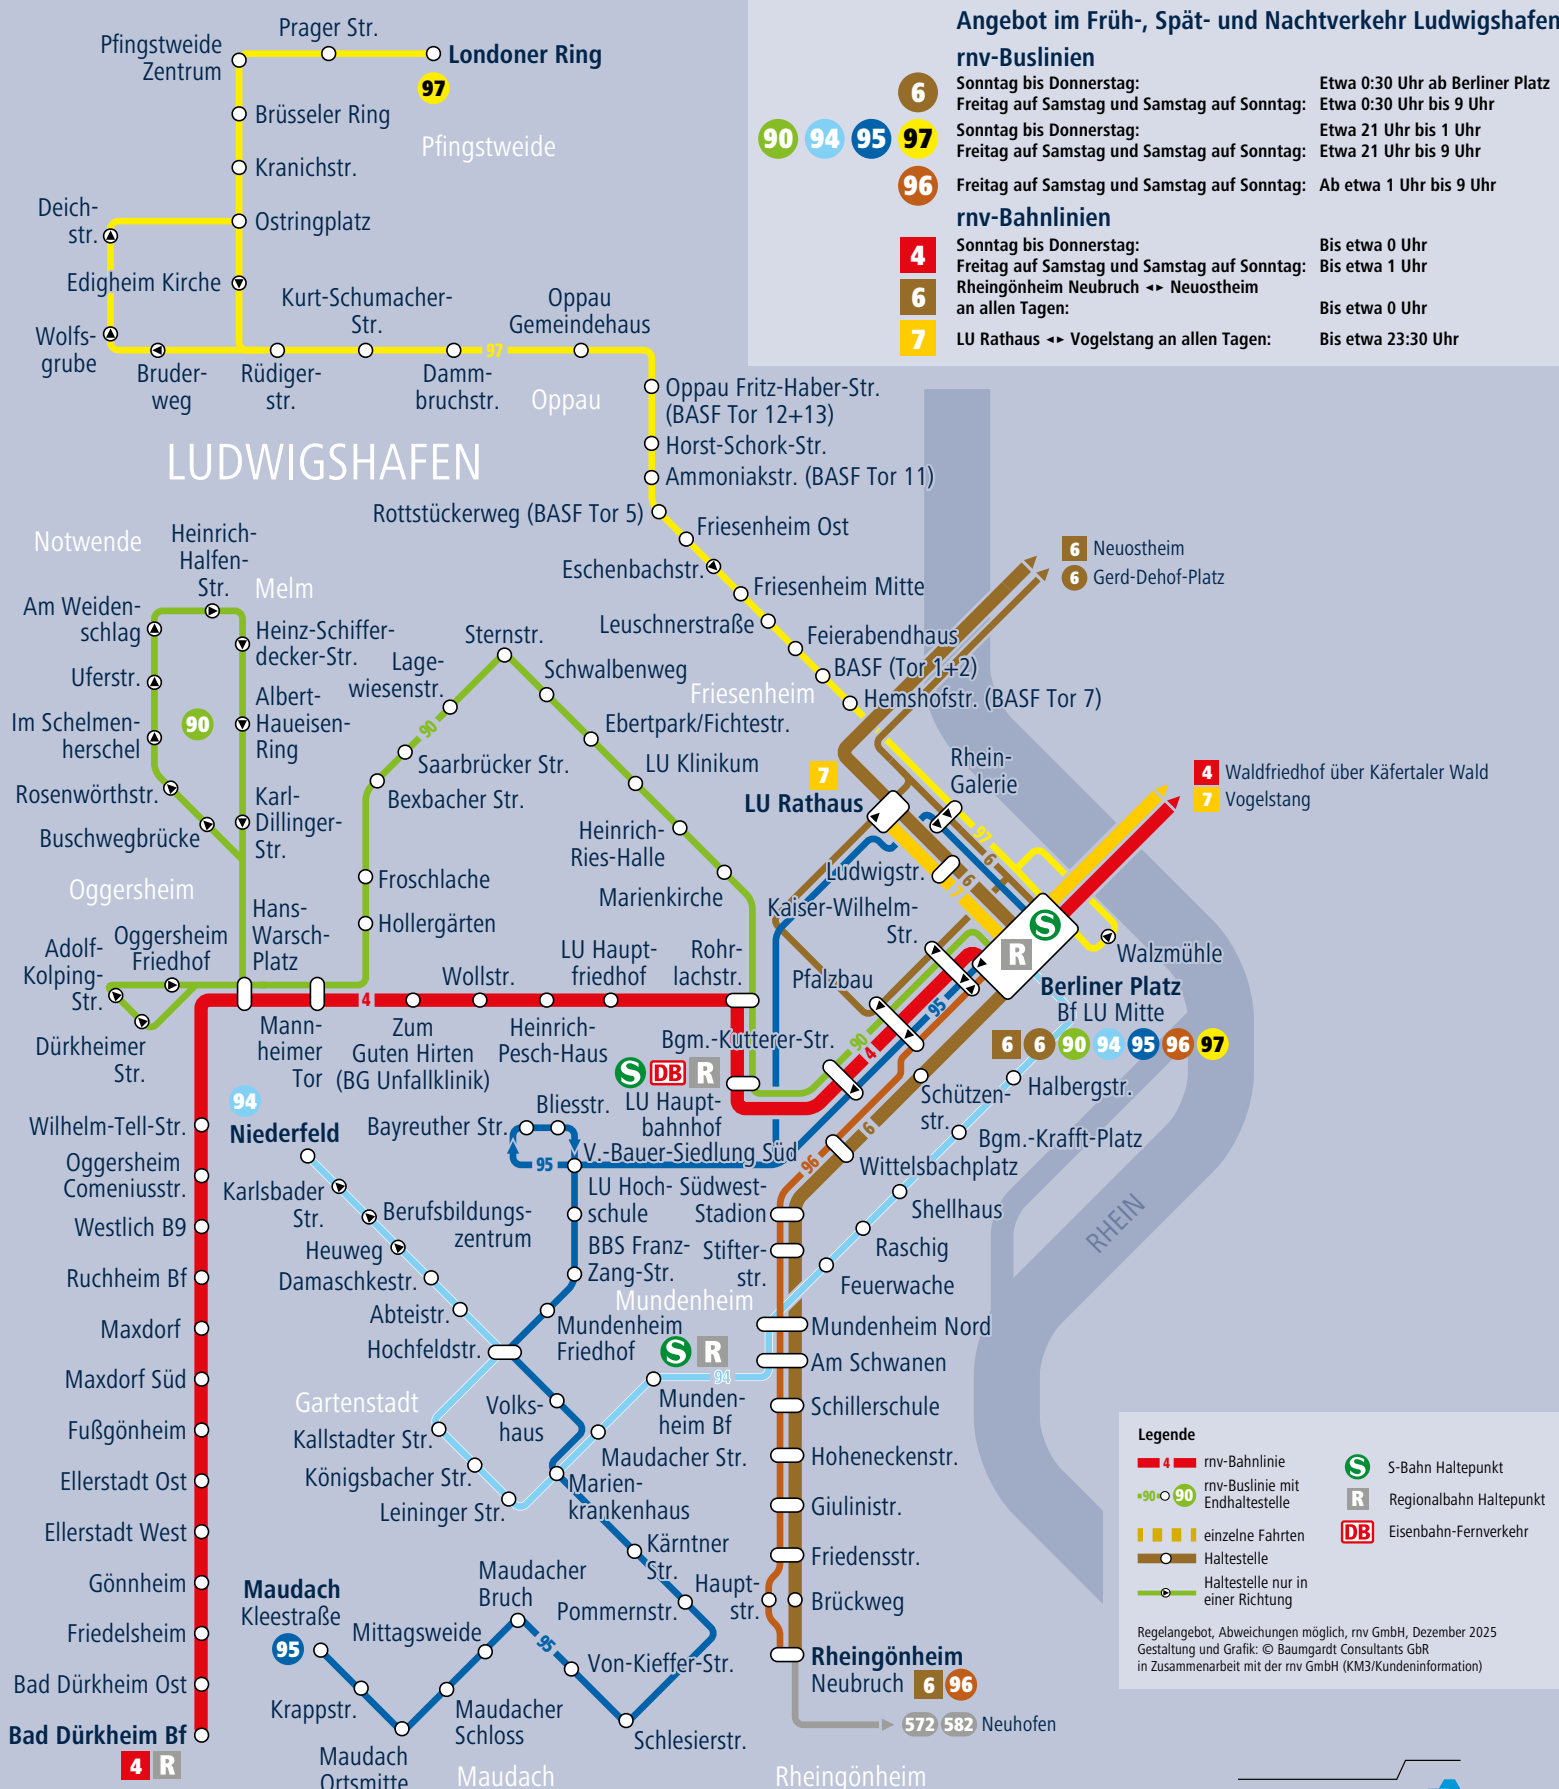 Angebot im Früh-, Spät- und Nachtverkehr Ludwigshafen
rnv-Buslinien
6
Sonntag bis Donnerstag: Etwa 0:30 Uhr ab Berliner Platz
Freitag auf Samstag und Samstag auf Sonntag: Etwa 0:30 Uhr bis 9 Uhr
90 94 95 97
Sonntag bis Donnerstag: Etwa 21 Uhr bis 1 Uhr
Freitag auf Samstag und Samstag auf Sonntag: Etwa 21 Uhr bis 9 Uhr
96 Freitag auf Samstag und Samstag auf Sonntag: Ab etwa 1 Uhr bis 9 Uhr
rnv-Bahnlinien
4
Sonntag bis Donnerstag: Bis etwa 0 Uhr
Freitag auf Samstag und Samstag auf Sonntag: Bis etwa 1 Uhr
6
Rheingönheim Neubruch ◂▸ Neuostheim
an allen Tagen: Bis etwa 0 Uhr
7 LU Rathaus ◂▸ Vogelstang an allen Tagen: Bis etwa 23:30 Uhr
Prager Str.
Pfingstweide
Zentrum
Londoner Ring
97
Brüsseler Ring
Pfingstweide
Kranichstr.
Deich-
str.
Ostringplatz
Edigheim Kirche
Kurt-Schumacher-
Str.
Oppau
Gemeindehaus
Wolfs-
grube
97
Bruder-
weg
Rüdiger-
str.
Damm-
bruchstr.
Oppau
Oppau Fritz-Haber-Str.
(BASF Tor 12+13)
Horst-Schork-Str.
Ammoniakstr. (BASF Tor 11)
LUDWIGSHAFEN
Rottstückerweg (BASF Tor 5)
Friesenheim Ost
Eschenbachstr.
Friesenheim Mitte
Leuschnerstraße
Feierabendhaus
BASF (Tor 1+2)
Friesenheim
Hemshofstr. (BASF Tor 7)
6 Neuostheim
6 Gerd-Dehof-Platz
Notwende
Heinrich-
Halfen-
Str.
Melm
Am Weiden-
schlag
Heinz-Schiffer-
decker-Str.
Uferstr.
Albert-
Haueisen-
Ring
Im Schelmen-
herschel
90
Rosenwörthstr.
Karl-
Dillinger-
Str.
Buschwegbrücke
Sternstr.
Lage-
wiesenstr.
Schwalbenweg
90
Ebertpark/Fichtestr.
Saarbrücker Str.
LU Klinikum
Bexbacher Str.
Heinrich-
Ries-Halle
Froschlache
Marienkirche
Hollergärten
7
LU Rathaus
Rhein-
Galerie
97
6
4 Waldfriedhof über Käfertaler Wald
7 Vogelstang
Ludwigstr.
6
7
Kaiser-Wilhelm-
Str.
Pfalzbau
S
R
Walzmühle
Berliner Platz
Bf LU Mitte
6 6 90 94 95 96 97
Oggersheim
Adolf-
Kolping-
Str.
Oggersheim
Friedhof
Hans-
Warsch-
Platz
Dürkheimer
Str.
Mann-
heimer
Tor
4
Wollstr.
LU Haupt-
friedhof
Rohr-
lachstr.
Zum
Guten Hirten
(BG Unfallklinik)
Heinrich-
Pesch-Haus
Bgm.-Kutterer-Str.
S DB R
LU Haupt-
bahnhof
90
4
95
Schützen-
str.
Halbergstr.
Bgm.-Krafft-Platz
Wittelsbachplatz
6
96
Shellhaus
Raschig
Feuerwache
RHEIN
94
Niederfeld
Bayreuther Str.
Bliesstr.
95
V.-Bauer-Siedlung Süd
Karlsbader
Str.
Berufsbildungs-
zentrum
LU Hoch-
schule
Südwest-
Stadion
Heuweg
BBS Franz-
Zang-Str.
Stifter-
str.
Damaschkestr.
Abteistr.
Mundenheim
Hochfeldstr.
Mundenheim
Friedhof
S R
Mundenheim Nord
94
Am Schwanen
Gartenstadt
Volks-
haus
Munden-
heim Bf
Schillerschule
Kallstadter Str.
Maudacher Str.
Hoheneckenstr.
Königsbacher Str.
Leininger Str.
Marien-
krankenhaus
Giulinistr.
Kärntner
Str.
Friedensstr.
Maudacher
Bruch
Pommernstr.
Haupt-
str.
Brückweg
Maudach
Kleestraße
95
Mittagsweide
95
Von-Kieffer-Str.
Rheingönheim
Neubruch 6 96
Krappstr.
Maudacher
Schloss
Schlesierstr.
572 582 Neuhofen
Maudach
Ortsmitte
Maudach
Rheingönheim
Wilhelm-Tell-Str.
Oggersheim
Comeniusstr.
Westlich B9
Ruchheim Bf
Maxdorf
Maxdorf Süd
Fußgönheim
Ellerstadt Ost
Ellerstadt West
Gönnheim
Friedelsheim
Bad Dürkheim Ost
Bad Dürkheim Bf
4 R
Legende
4 rnv-Bahnlinie
90 90 rnv-Buslinie mit
Endhaltestelle
einzelne Fahrten
Haltestelle
Haltestelle nur in
einer Richtung
S S-Bahn Haltepunkt
R Regionalbahn Haltepunkt
DB Eisenbahn-Fernverkehr
Regelangebot, Abweichungen möglich, rnv GmbH, Dezember 2025
Gestaltung und Grafik: © Baumgardt Consultants GbR
in Zusammenarbeit mit der rnv GmbH (KM3/Kundeninformation)